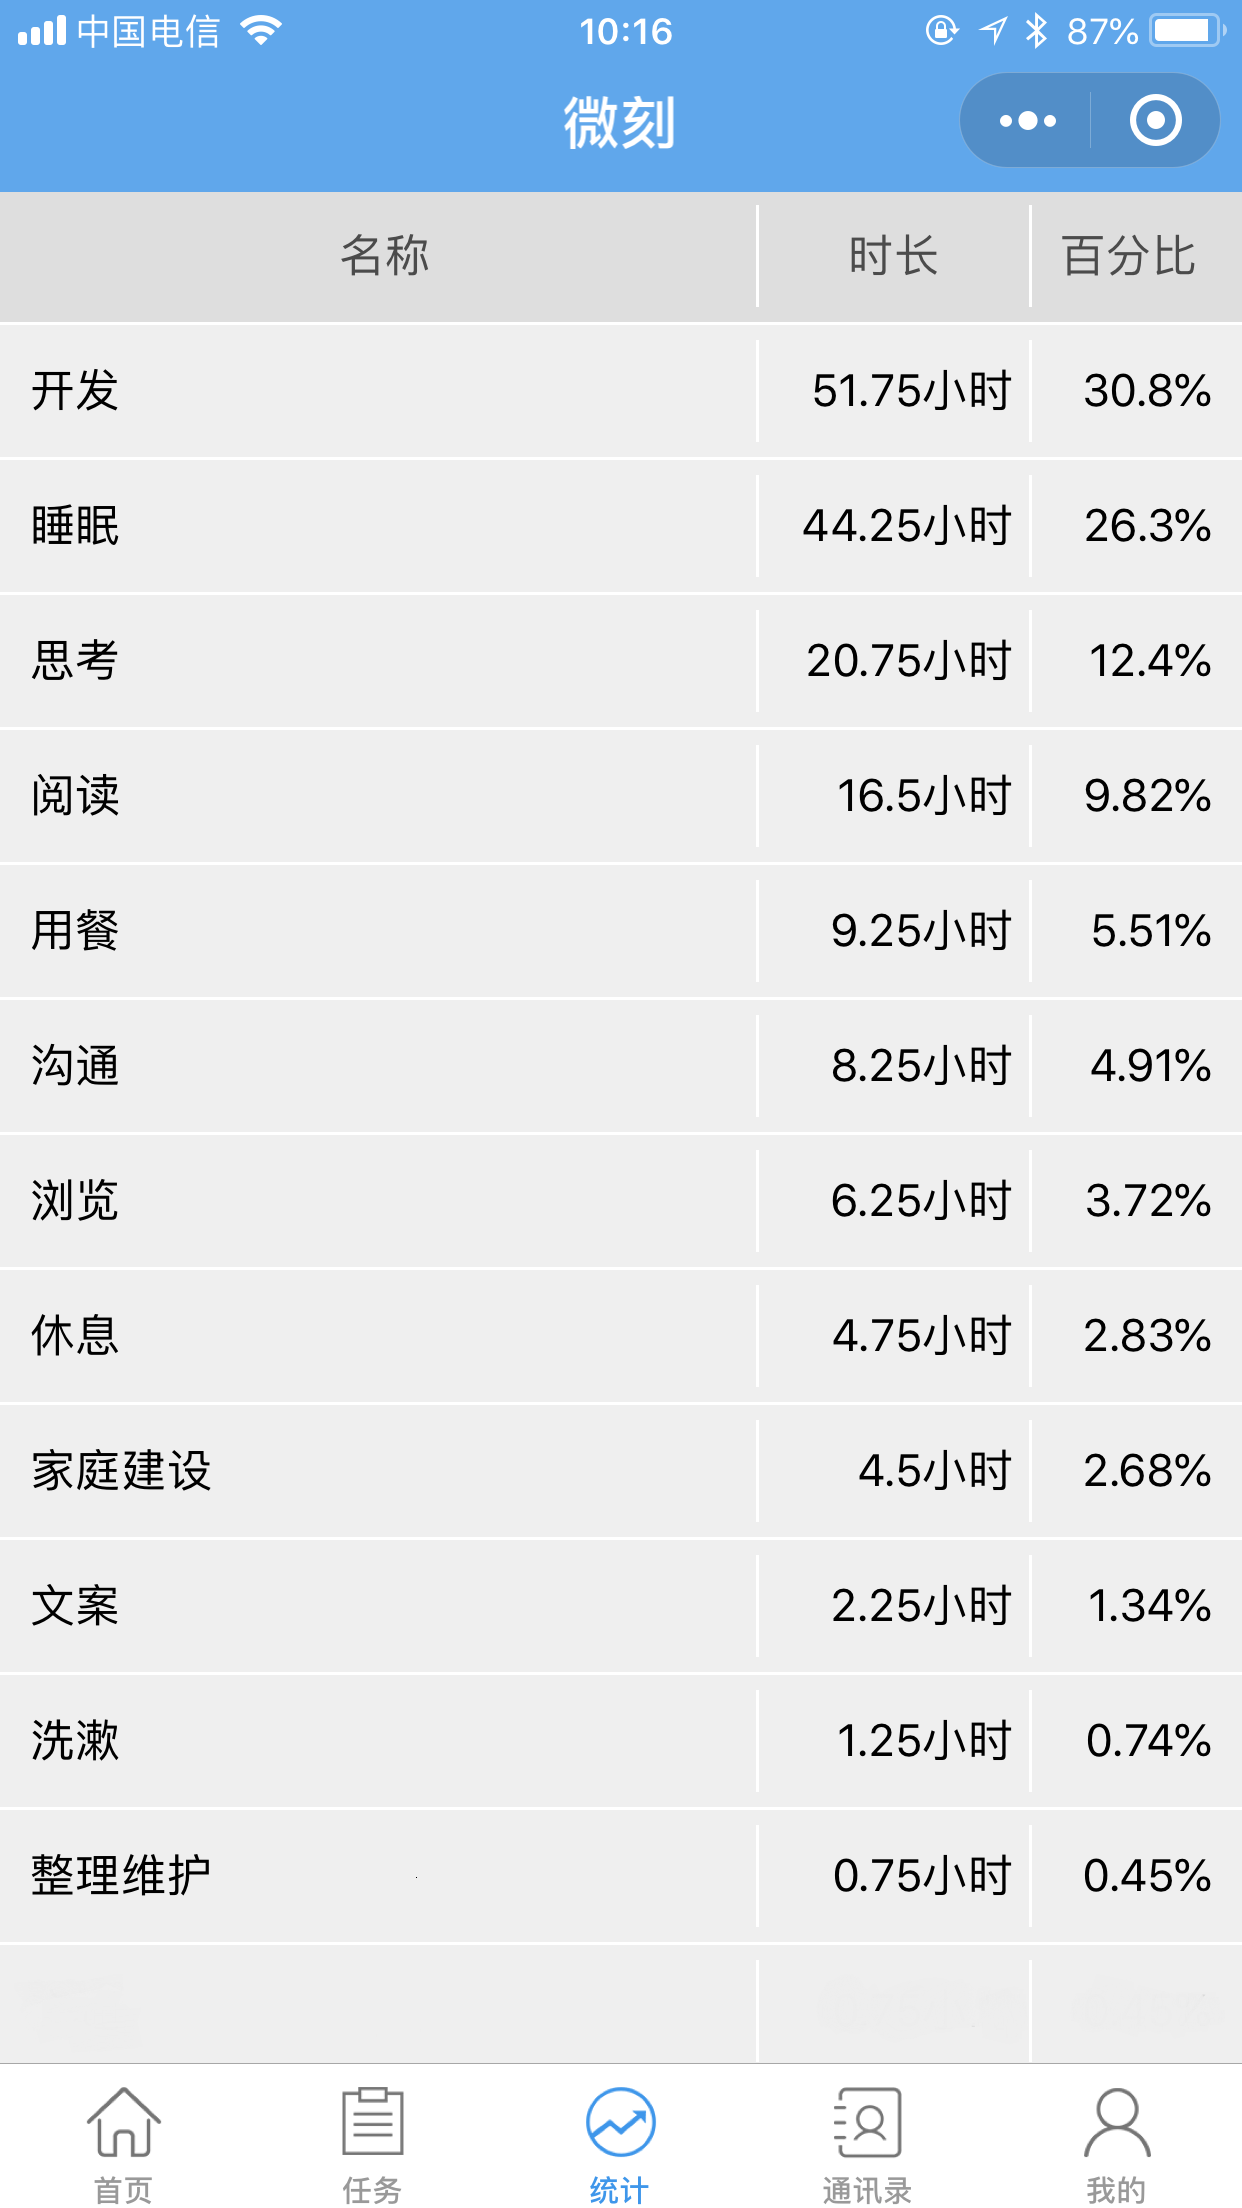 中国电信 10:16 87%
微刻
名称 时长 百分比
开发 51.75小时 30.8%
睡眠 44.25小时 26.3%
思考 20.75小时 12.4%
阅读 16.5小时 9.82%
用餐 9.25小时 5.51%
沟通 8.25小时 4.91%
浏览 6.25小时 3.72%
休息 4.75小时 2.83%
家庭建设 4.5小时 2.68%
文案 2.25小时 1.34%
洗漱 1.25小时 0.74%
整理维护 0.75小时 0.45%
首页 任务 统计 通讯录 我的